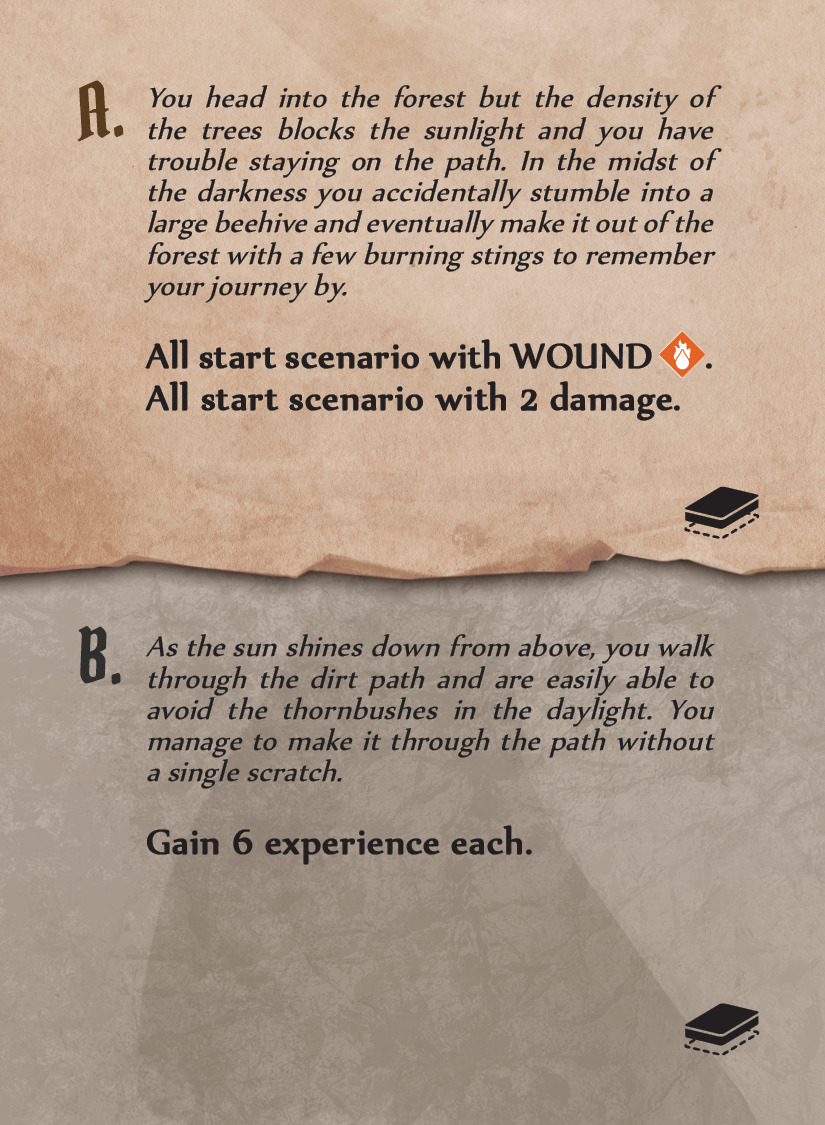 A. You head into the forest but the density of
the trees blocks the sunlight and you have
trouble staying on the path. In the midst of
the darkness you accidentally stumble into a
large beehive and eventually make it out of the
forest with a few burning stings to remember
your journey by.
All start scenario with WOUND .
All start scenario with 2 damage.
B. As the sun shines down from above, you walk
through the dirt path and are easily able to
avoid the thornbushes in the daylight. You
manage to make it through the path without
a single scratch.
Gain 6 experience each.